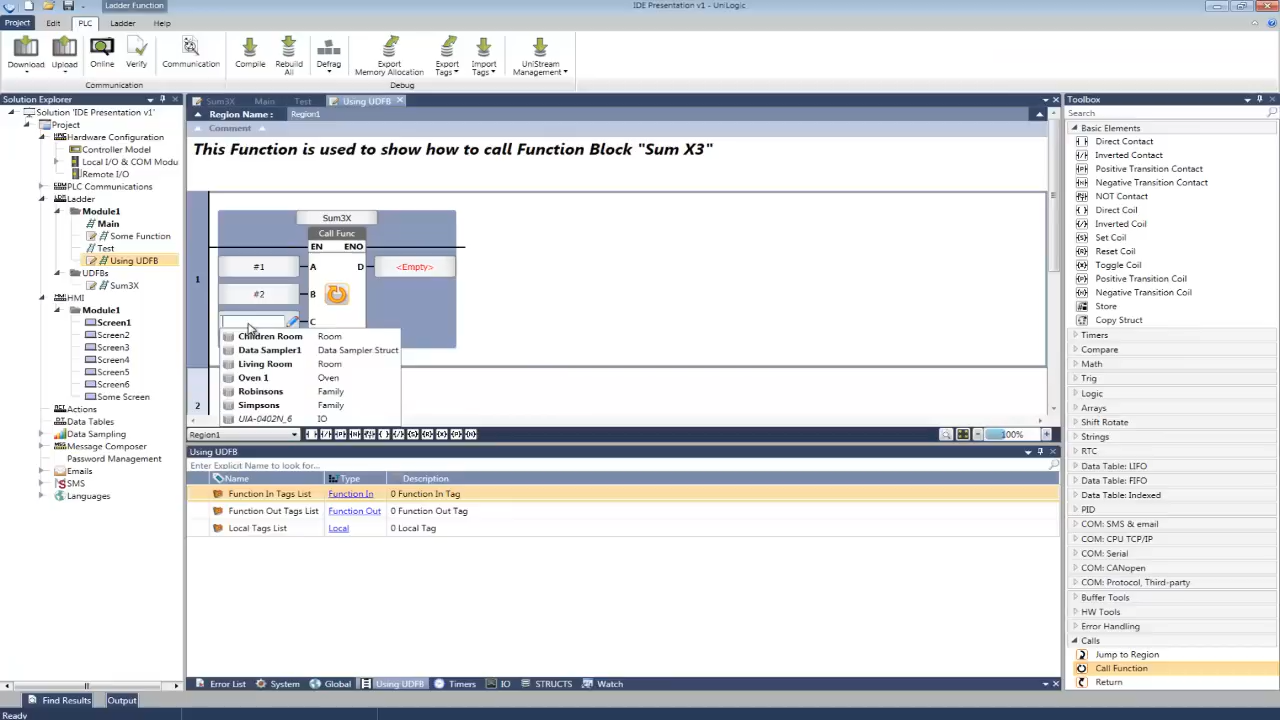 Ladder Function
IDE Presentation v1 - UniLogic
Project
Edit
PLC
Ladder
Help
Download
Upload
Online
Verify
Communication
Compile
Rebuild All
Defrag
Export Memory Allocation
Export Tags
Import Tags
UniStream Management
Communication
Debug
Solution Explorer
Solution 'IDE Presentation v1'
Project
Hardware Configuration
Controller Model
Local I/O & COM Modu
Remote I/O
PLC Communications
Ladder
Module1
Main
Some Function
Test
Using UDFB
UDFBs
Sum3X
HMI
Module1
Screen1
Screen2
Screen3
Screen4
Screen5
Screen6
Some Screen
Actions
Data Tables
Data Sampling
Message Composer
Password Management
Emails
SMS
Languages
Find Results
Output
Ready
Sum3X
Main
Test
Using UDFB
Region Name :
Region1
Comment
This Function is used to show how to call Function Block "Sum X3"
1
Sum3X
Call Func
EN ENO
#1 A D <Empty>
#2 B
C
Children Room Room
Data Sampler1 Data Sampler Struct
Living Room Room
Oven 1 Oven
Robinsons Family
Simpsons Family
UIA-0402N_6 IO
2
Region1
100%
Using UDFB
Enter Explicit Name to look for...
Name Type Description
Function In Tags List Function In 0 Function In Tag
Function Out Tags List Function Out 0 Function Out Tag
Local Tags List Local 0 Local Tag
Error List
System
Global
Using UDFB
Timers
IO
STRUCTS
Watch
Toolbox
Search
Basic Elements
Direct Contact
Inverted Contact
Positive Transition Contact
Negative Transition Contact
NOT Contact
Direct Coil
Inverted Coil
Set Coil
Reset Coil
Toggle Coil
Positive Transition Coil
Negative Transition Coil
Store
Copy Struct
Timers
Compare
Math
Trig
Logic
Arrays
Shift Rotate
Strings
RTC
Data Table: LIFO
Data Table: FIFO
Data Table: Indexed
PID
COM: SMS & email
COM: CPU TCP/IP
COM: Serial
COM: CANopen
COM: Protocol, Third-party
Buffer Tools
HW Tools
Error Handling
Calls
Jump to Region
Call Function
Return